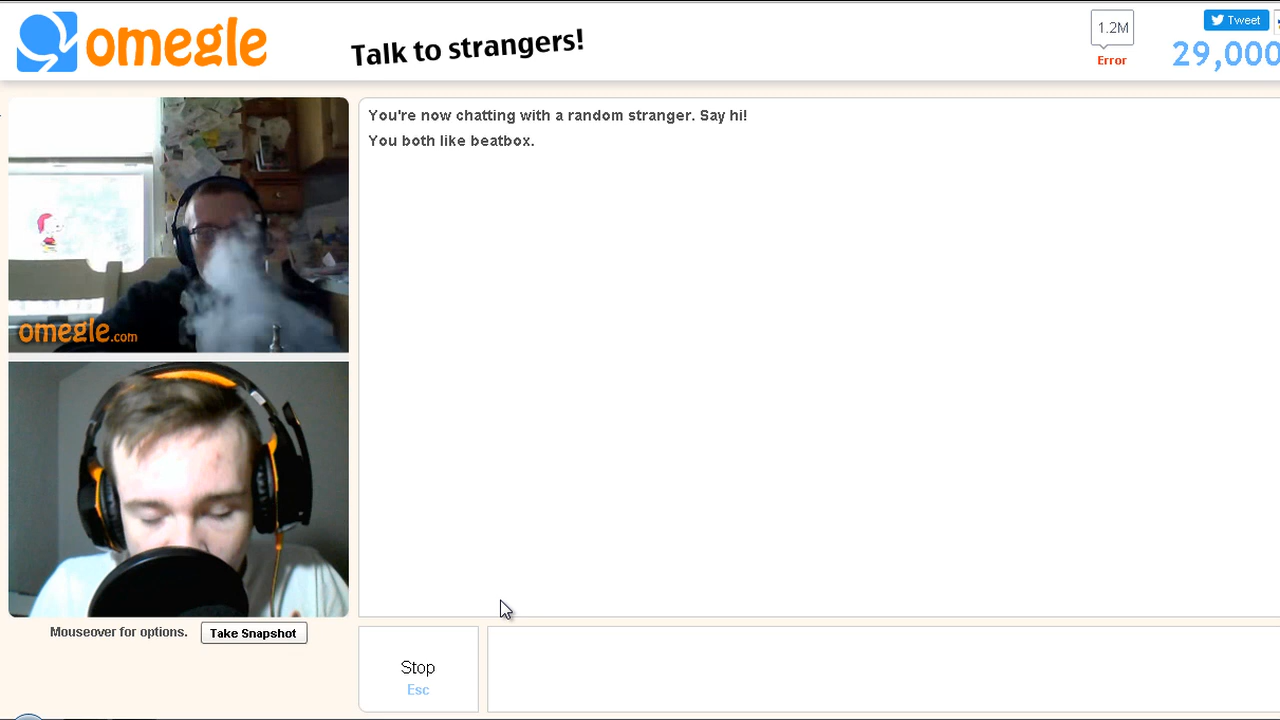 omegle
Talk to strangers!
1.2M
Error
Tweet
29,000
You're now chatting with a random stranger. Say hi!
You both like beatbox.
omegle.com
Mouseover for options.
Take Snapshot
Stop
Esc